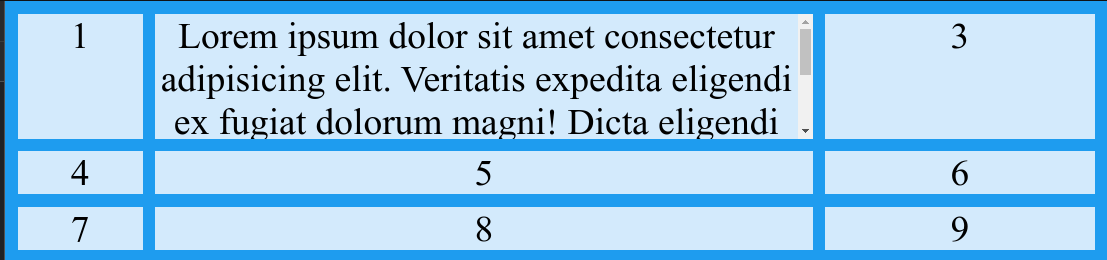 1
Lorem ipsum dolor sit amet consectetur
adipisicing elit. Veritatis expedita eligendi
ex fugiat dolorum magni! Dicta eligendi
3
4
5
6
7
8
9